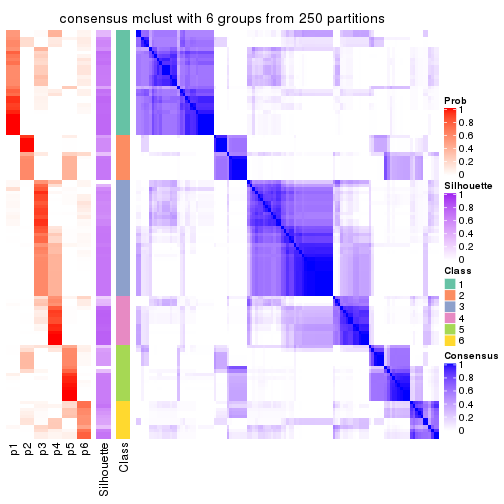 consensus mclust with 6 groups from 250 partitions
Prob
1
0.8
0.6
0.4
0.2
0
Silhouette
1
0.8
0.6
0.4
0.2
0
Class
1
2
3
4
5
6
Consensus
1
0.8
0.6
0.4
0.2
0
p1
p2
p3
p4
p5
p6
Silhouette
Class